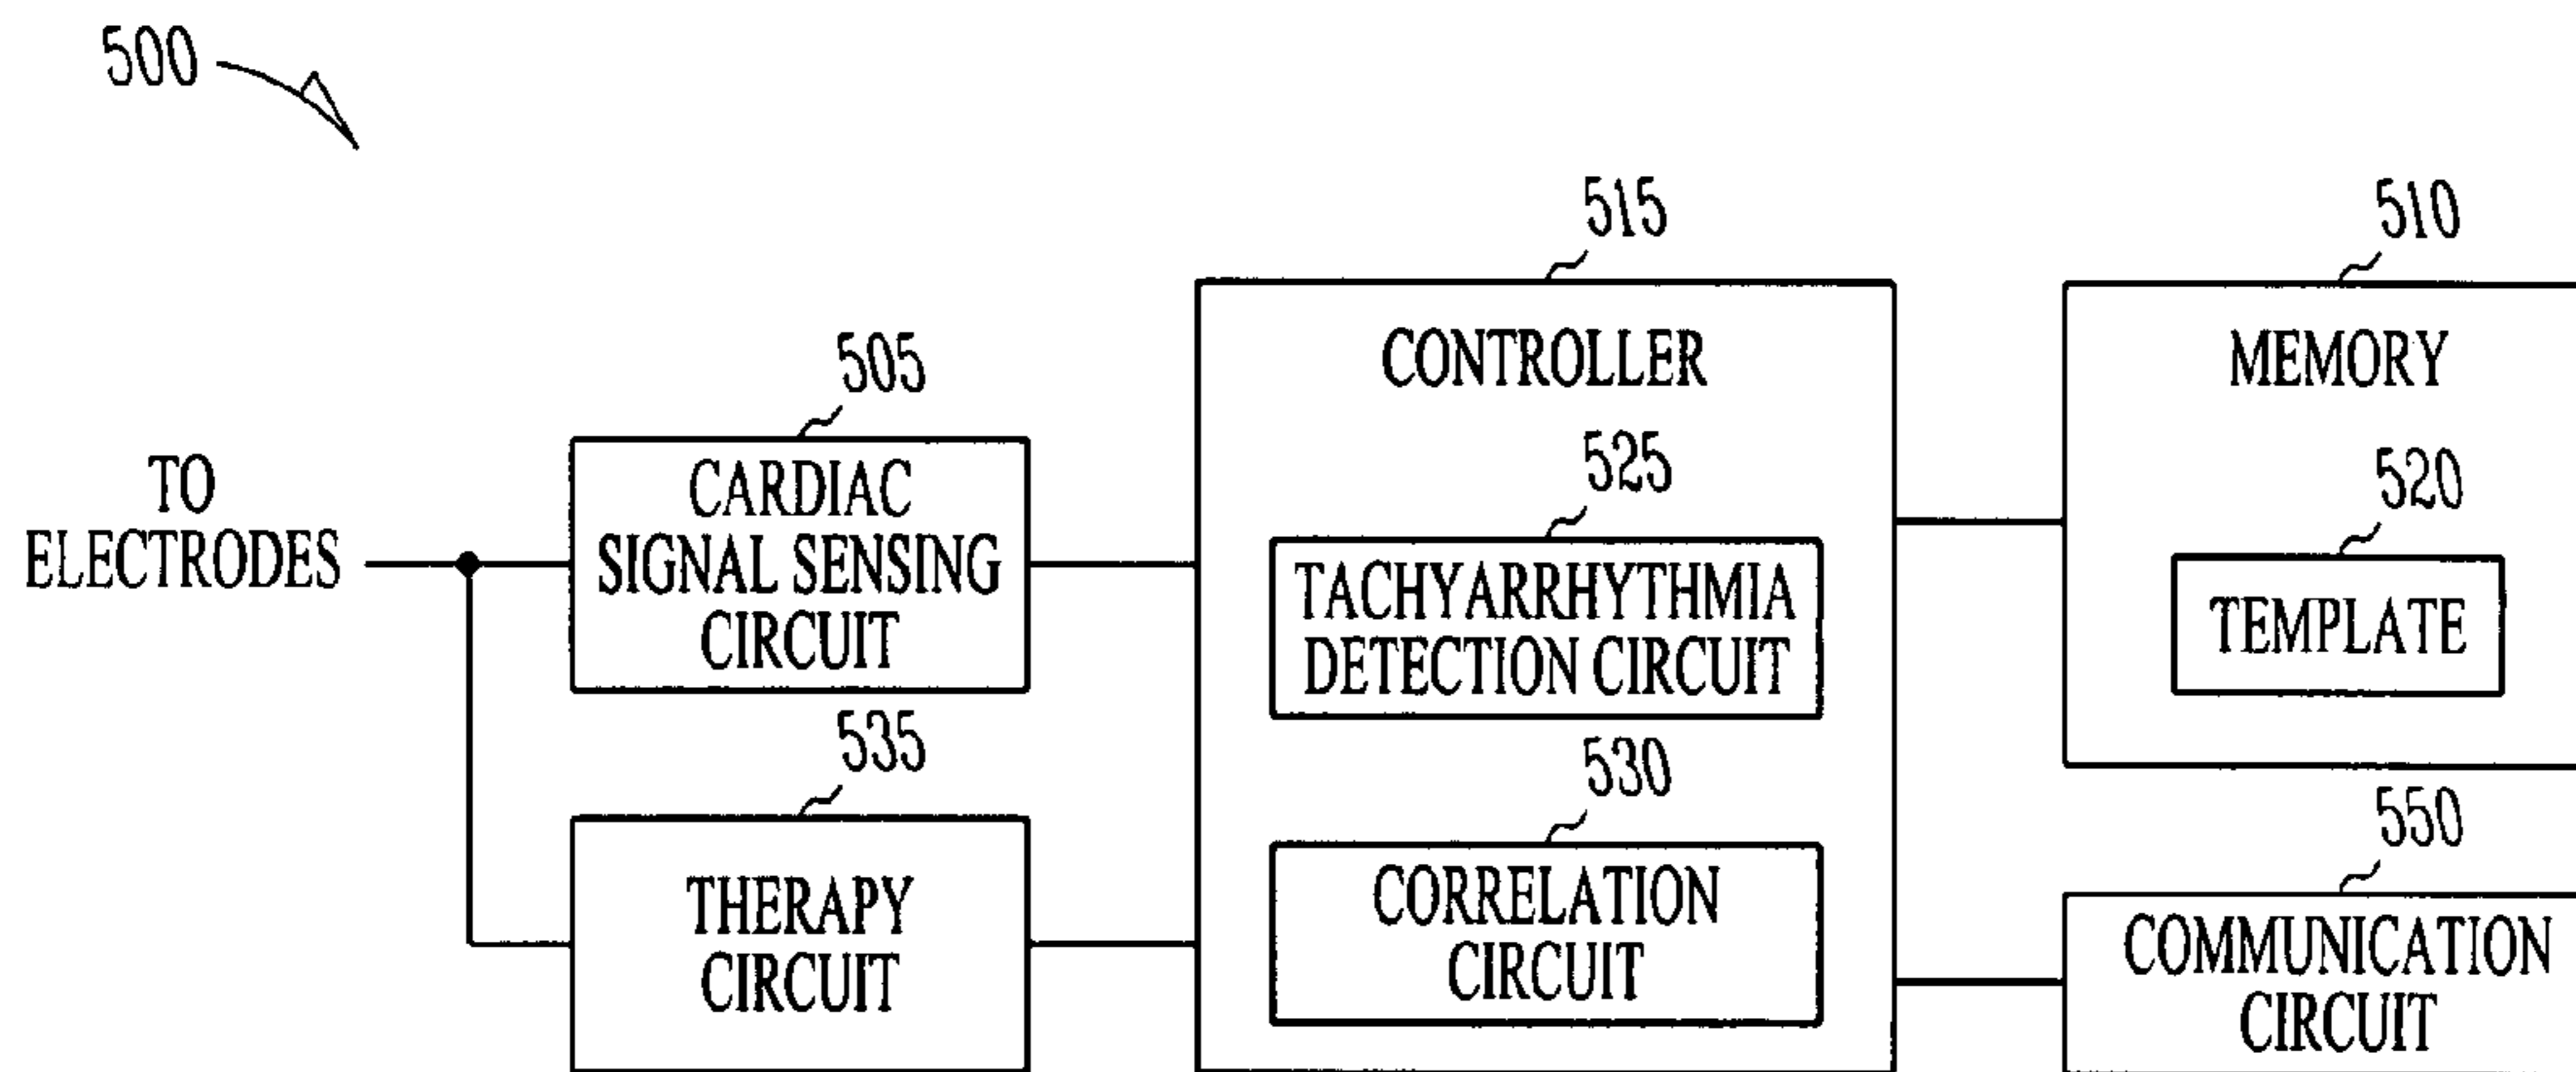 500
515
510
CONTROLLER
MEMORY
505
525
520
TO
ELECTRODES
CARDIAC
SIGNAL SENSING
CIRCUIT
TACHYARRHYTHMIA
DETECTION CIRCUIT
TEMPLATE
535
530
550
THERAPY
CIRCUIT
CORRELATION
CIRCUIT
COMMUNICATION
CIRCUIT